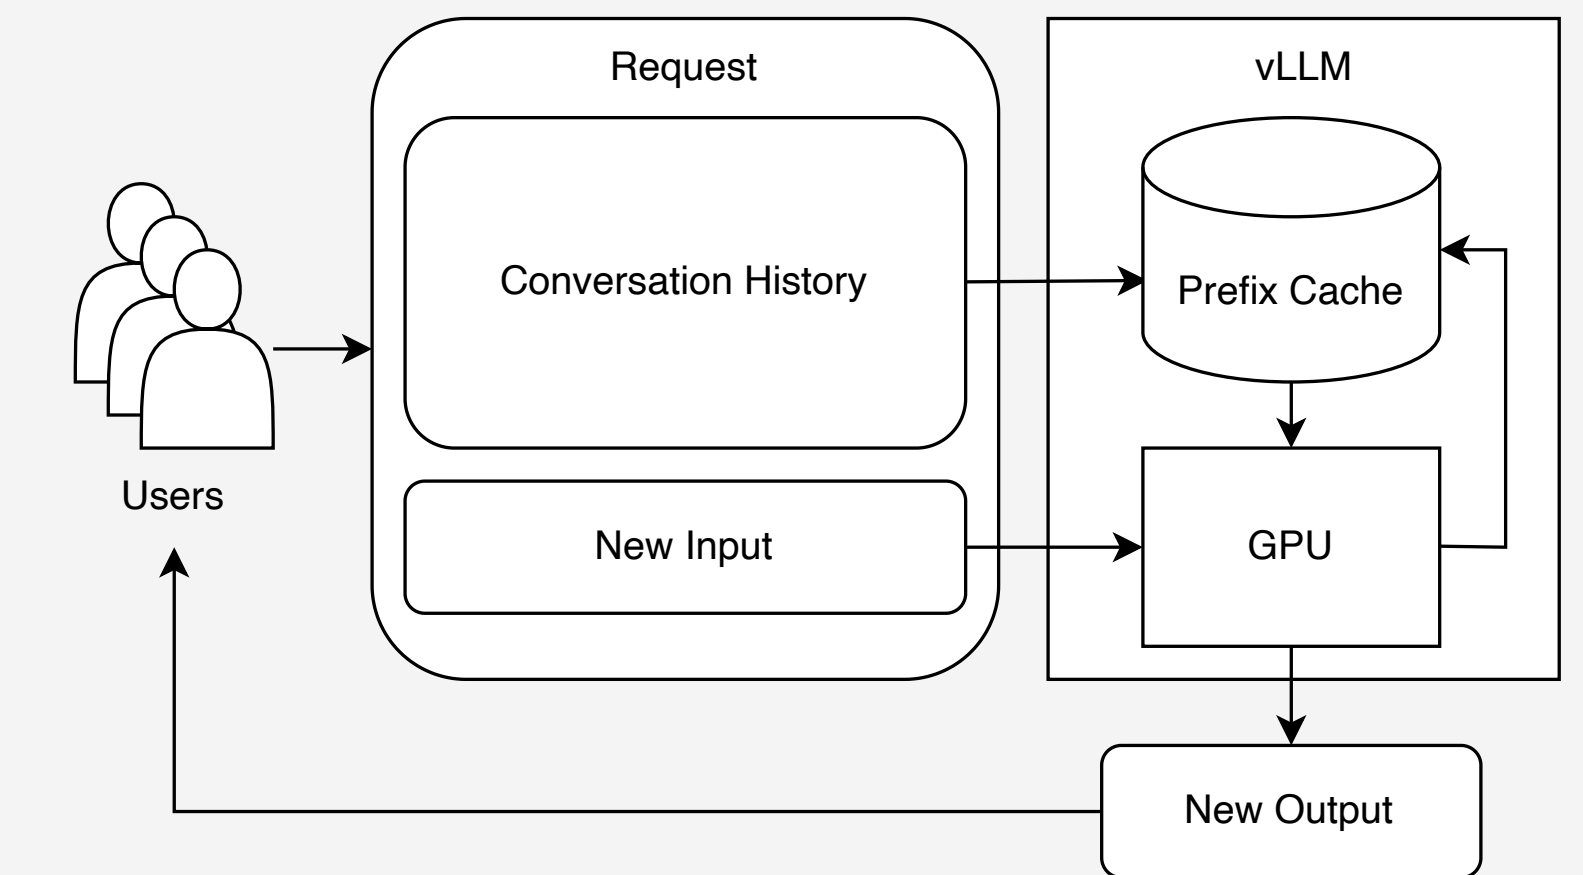 Request
vLLM
Conversation History
Prefix Cache
Users
New Input
GPU
New Output